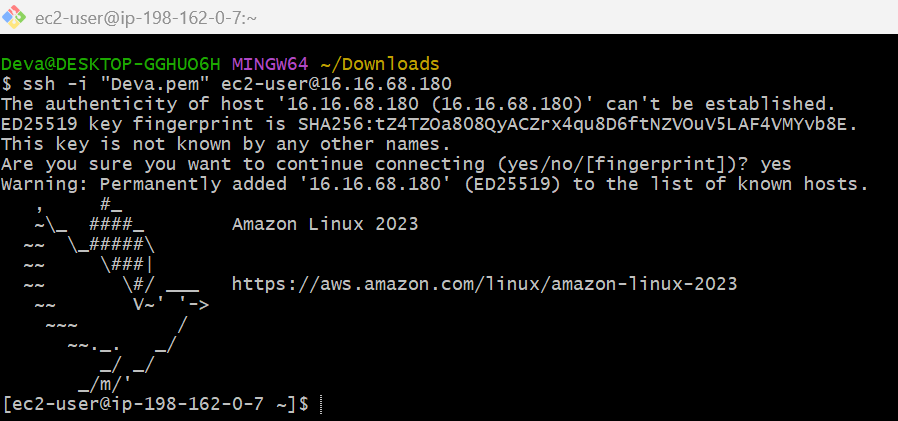 ec2-user@ip-198-162-0-7:~
Deva@DESKTOP-GGHUO6H MINGW64 ~/Downloads
$ ssh -i "Deva.pem" ec2-user@16.16.68.180
The authenticity of host '16.16.68.180 (16.16.68.180)' can't be established.
ED25519 key fingerprint is SHA256:tZ4TZOa808QyACZrx4qu8D6ftNZVOuV5LAF4VMYvb8E.
This key is not known by any other names.
Are you sure you want to continue connecting (yes/no/[fingerprint])? yes
Warning: Permanently added '16.16.68.180' (ED25519) to the list of known hosts.
   ,     #_
   ~\_  ####_        Amazon Linux 2023
  ~~  \_#####\
  ~~     \###|
  ~~       \#/ ___   https://aws.amazon.com/linux/amazon-linux-2023
   ~~       V~' '->
    ~~~         /
      ~~._.   _/
         _/ _/
       _/m/'
[ec2-user@ip-198-162-0-7 ~]$